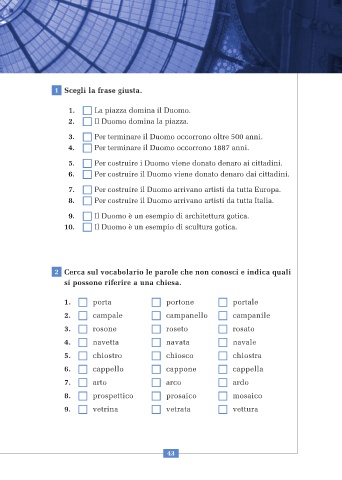 1 Scegli la frase giusta.
1. La piazza domina il Duomo.
2. Il Duomo domina la piazza.
3. Per terminare il Duomo occorrono oltre 500 anni.
4. Per terminare il Duomo occorrono 1887 anni.
5. Per costruire i Duomo viene donato denaro ai cittadini.
6. Per costruire il Duomo viene donato denaro dai cittadini.
7. Per costruire il Duomo arrivano artisti da tutta Europa.
8. Per costruire il Duomo arrivano artisti da tutta Italia.
9. Il Duomo è un esempio di architettura gotica.
10. Il Duomo è un esempio di scultura gotica.
2 Cerca sul vocabolario le parole che non conosci e indica quali
si possono riferire a una chiesa.
1. porta portone portale
2. campale campanello campanile
3. rosone roseto rosato
4. navetta navata navale
5. chiostro chiosco chiostra
6. cappello cappone cappella
7. arto arco ardo
8. prospettico prosaico mosaico
9. vetrina vetrata vettura
43